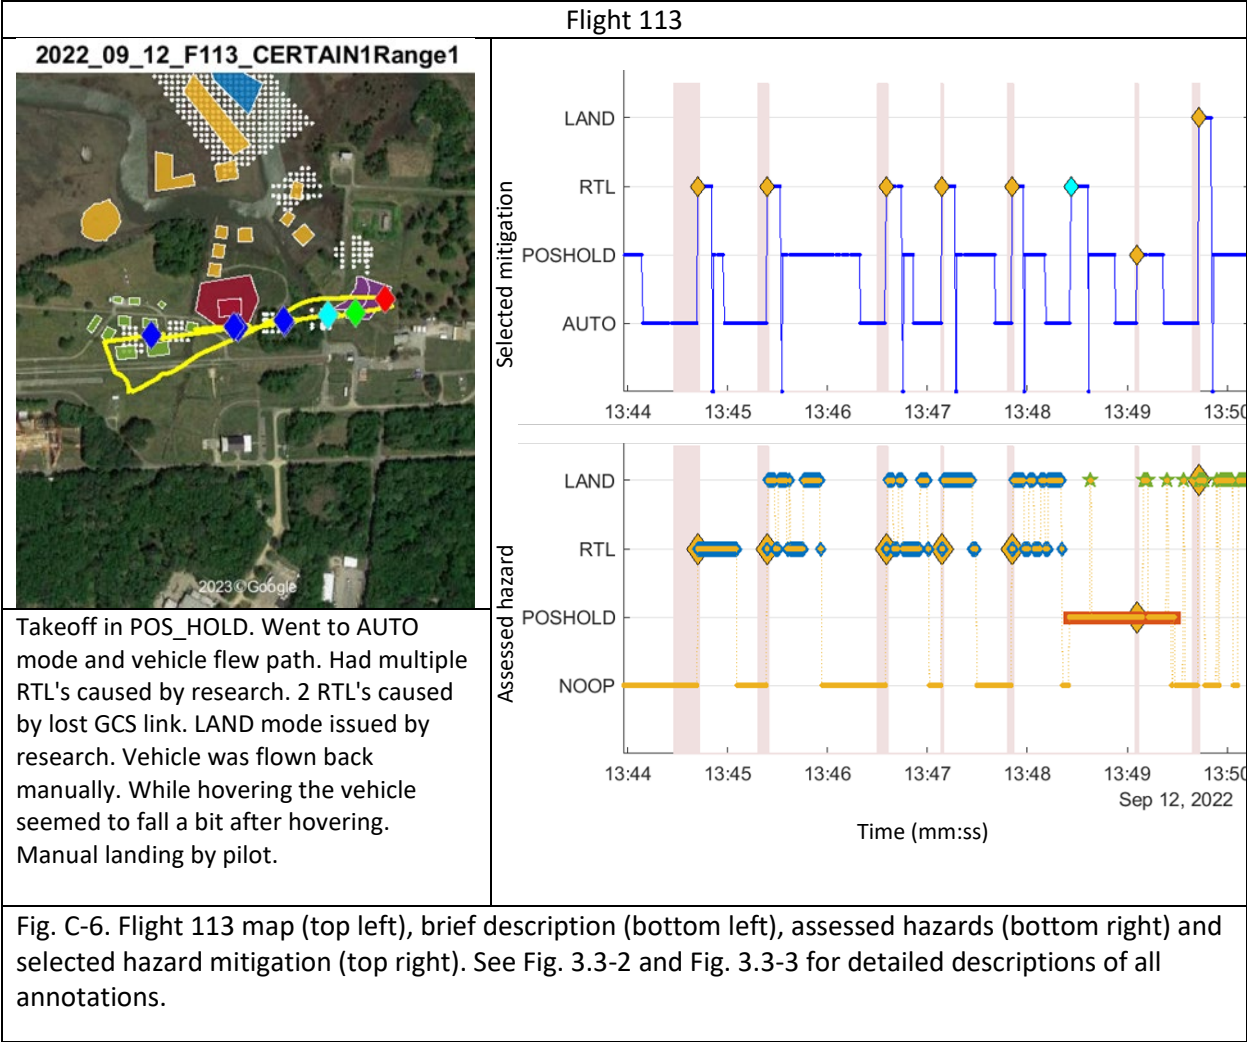 Flight 113
2022_09_12_F113_CERTAIN1Range1
2023 © Google
Takeoff in POS_HOLD. Went to AUTO
mode and vehicle flew path. Had multiple
RTL's caused by research. 2 RTL's caused
by lost GCS link. LAND mode issued by
research. Vehicle was flown back
manually. While hovering the vehicle
seemed to fall a bit after hovering.
Manual landing by pilot.
Selected mitigation
LAND
RTL
POSHOLD
AUTO
13:44 13:45 13:46 13:47 13:48 13:49 13:50
Assessed hazard
LAND
RTL
POSHOLD
NOOP
13:44 13:45 13:46 13:47 13:48 13:49 13:50
Sep 12, 2022
Time (mm:ss)
Fig. C-6. Flight 113 map (top left), brief description (bottom left), assessed hazards (bottom right) and
selected hazard mitigation (top right). See Fig. 3.3-2 and Fig. 3.3-3 for detailed descriptions of all
annotations.